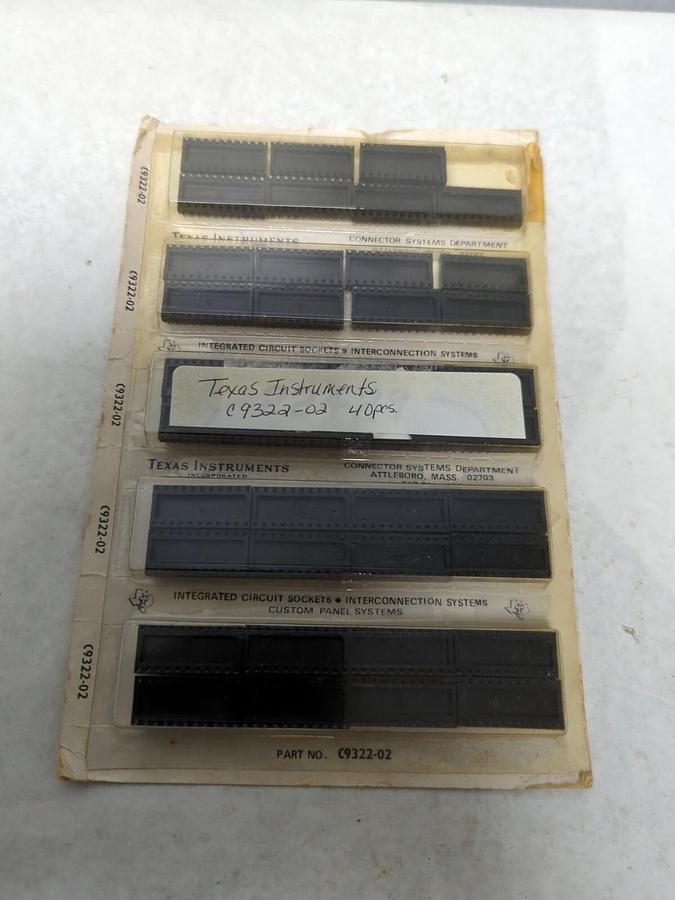 C9322-02
TEXAS INSTRUMENTS CONNECTOR SYSTEMS DEPARTMENT
C9322-02
INTEGRATED CIRCUIT SOCKETS • INTERCONNECTION SYSTEMS
C9322-02
Texas Instruments
C9322-02 40pcs.
TEXAS INSTRUMENTS CONNECTOR SYSTEMS DEPARTMENT
INCORPORATED ATTLEBORO, MASS. 02703
C9322-02
INTEGRATED CIRCUIT SOCKETS • INTERCONNECTION SYSTEMS
CUSTOM PANEL SYSTEMS
C9322-02
PART NO. C9322-02